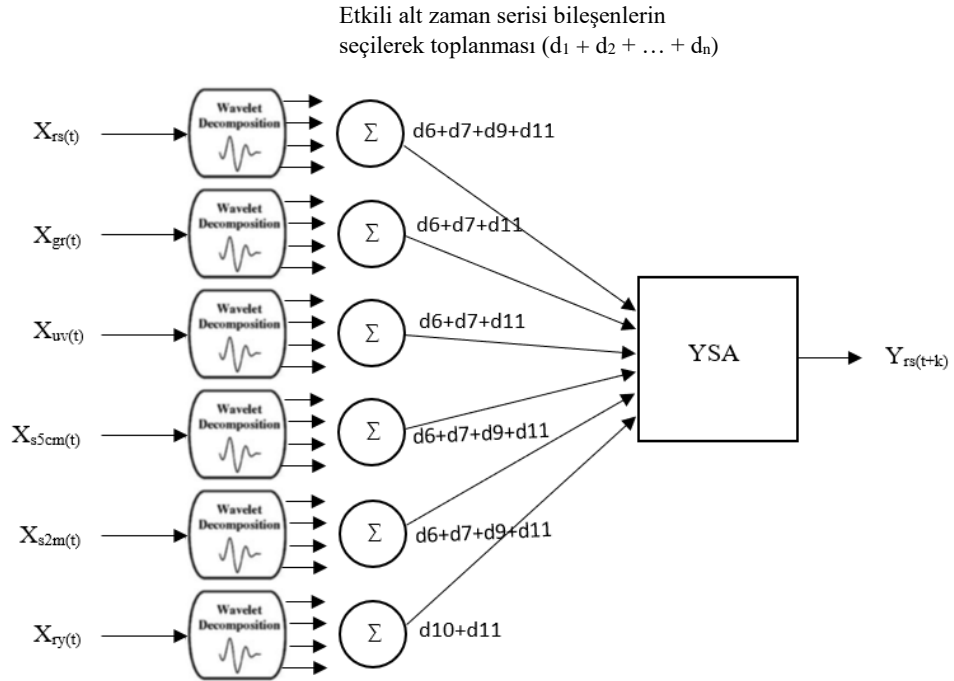 Etkili alt zaman serisi bileşenlerin
seçilerek toplanması (d₁ + d₂ + … + dₙ)
Xrs(t)
Wavelet
Decomposition
Σ
d6+d7+d9+d11
Xgr(t)
Wavelet
Decomposition
Σ
d6+d7+d11
Xuv(t)
Wavelet
Decomposition
Σ
d6+d7+d11
YSA
Yrs(t+k)
Xs5cm(t)
Wavelet
Decomposition
Σ
d6+d7+d9+d11
Xs2m(t)
Wavelet
Decomposition
Σ
d6+d7+d9+d11
Xry(t)
Wavelet
Decomposition
Σ
d10+d11